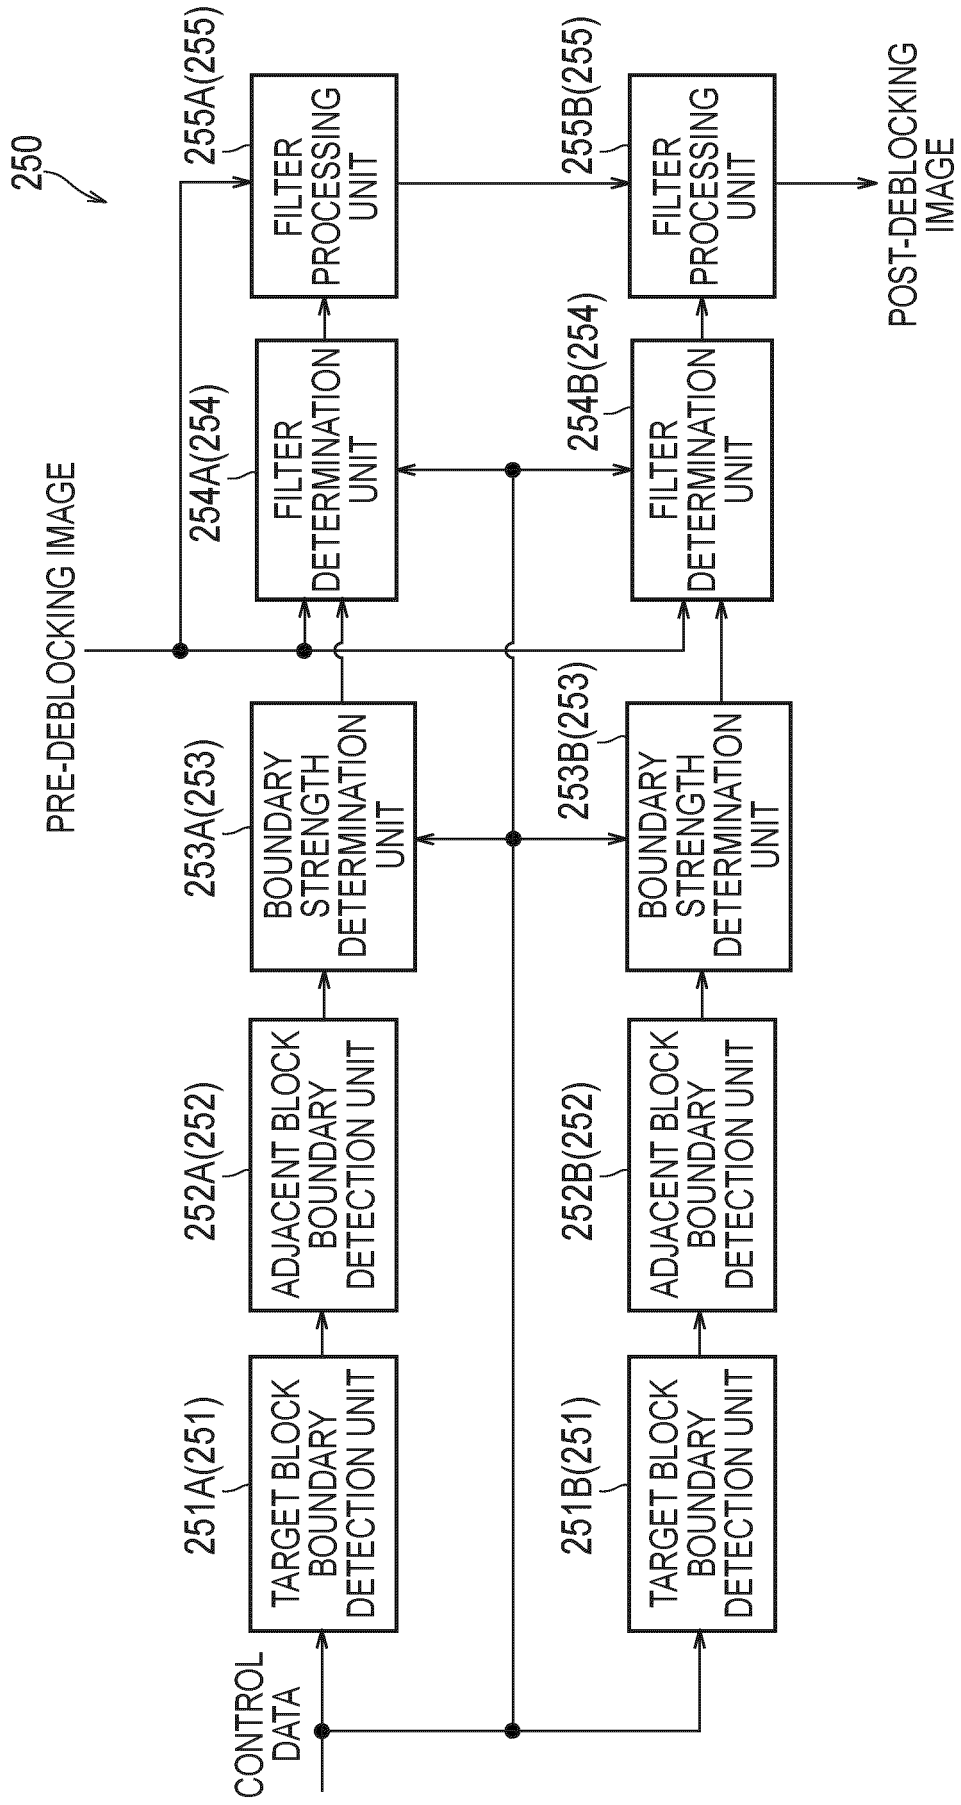 250
PRE-DEBLOCKING IMAGE
CONTROL
DATA
251A(251)
TARGET BLOCK
BOUNDARY
DETECTION UNIT
252A(252)
ADJACENT BLOCK
BOUNDARY
DETECTION UNIT
253A(253)
BOUNDARY
STRENGTH
DETERMINATION
UNIT
254A(254)
FILTER
DETERMINATION
UNIT
255A(255)
FILTER
PROCESSING
UNIT
251B(251)
TARGET BLOCK
BOUNDARY
DETECTION UNIT
252B(252)
ADJACENT BLOCK
BOUNDARY
DETECTION UNIT
253B(253)
BOUNDARY
STRENGTH
DETERMINATION
UNIT
254B(254)
FILTER
DETERMINATION
UNIT
255B(255)
FILTER
PROCESSING
UNIT
POST-DEBLOCKING
IMAGE